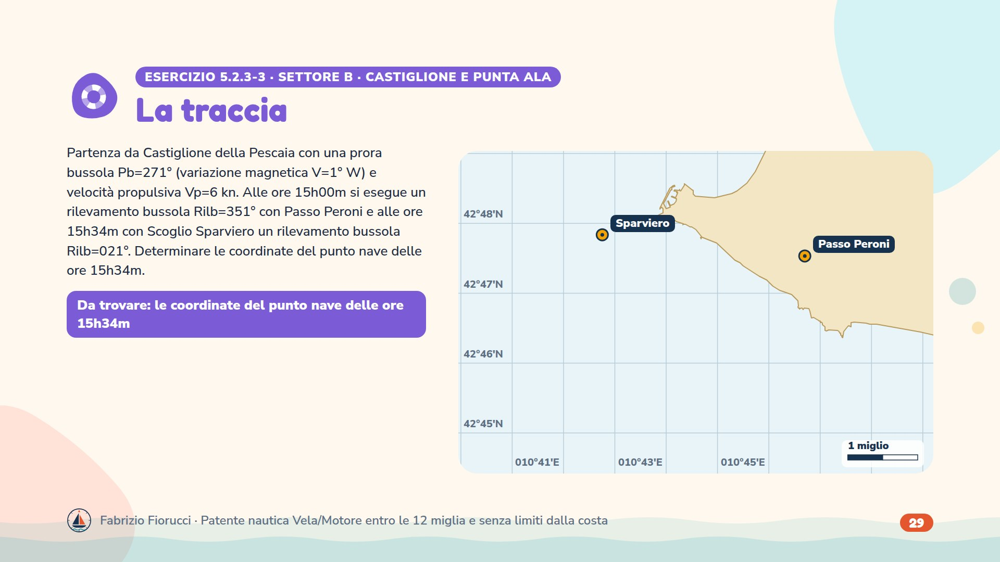 ESERCIZIO 5.2.3-3 · SETTORE B · CASTIGLIONE E PUNTA ALA
La traccia
Partenza da Castiglione della Pescaia con una prora
bussola Pb=271° (variazione magnetica V=1° W) e
velocità propulsiva Vp=6 kn. Alle ore 15h00m si esegue un
rilevamento bussola Rilb=351° con Passo Peroni e alle ore
15h34m con Scoglio Sparviero un rilevamento bussola
Rilb=021°. Determinare le coordinate del punto nave delle
ore 15h34m.
Da trovare: le coordinate del punto nave delle ore
15h34m
42°48'N
Sparviero
Passo Peroni
42°47'N
42°46'N
42°45'N
1 miglio
010°41'E
010°43'E
010°45'E
Fabrizio Fiorucci · Patente nautica Vela/Motore entro le 12 miglia e senza limiti dalla costa
29